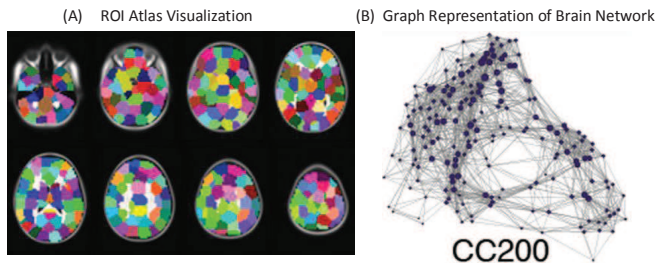 (A) ROI Atlas Visualization
(B) Graph Representation of Brain Network
CC200